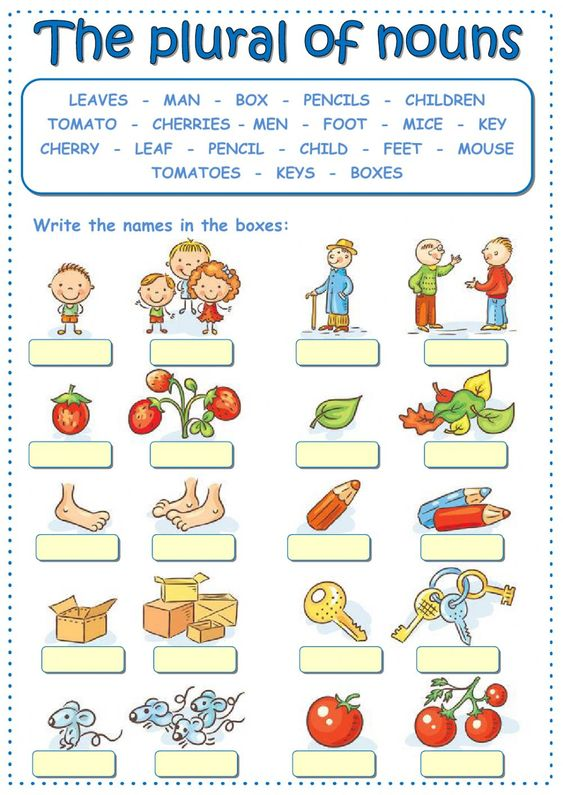 The plural of nouns
LEAVES - MAN - BOX - PENCILS - CHILDREN
TOMATO - CHERRIES - MEN - FOOT - MICE - KEY
CHERRY - LEAF - PENCIL - CHILD - FEET - MOUSE
TOMATOES - KEYS - BOXES
Write the names in the boxes: